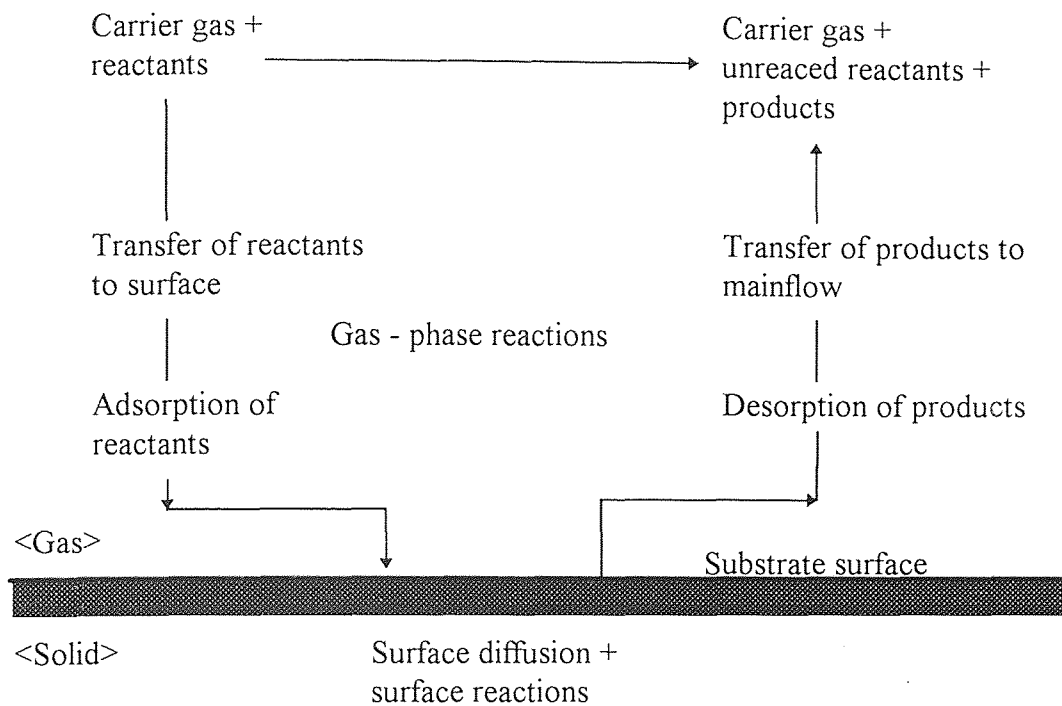 Carrier gas +
reactants
Carrier gas +
unreaced reactants +
products
Transfer of reactants
to surface
Transfer of products to
mainflow
Gas - phase reactions
Adsorption of
reactants
Desorption of products
<Gas>
Substrate surface
<Solid>
Surface diffusion +
surface reactions